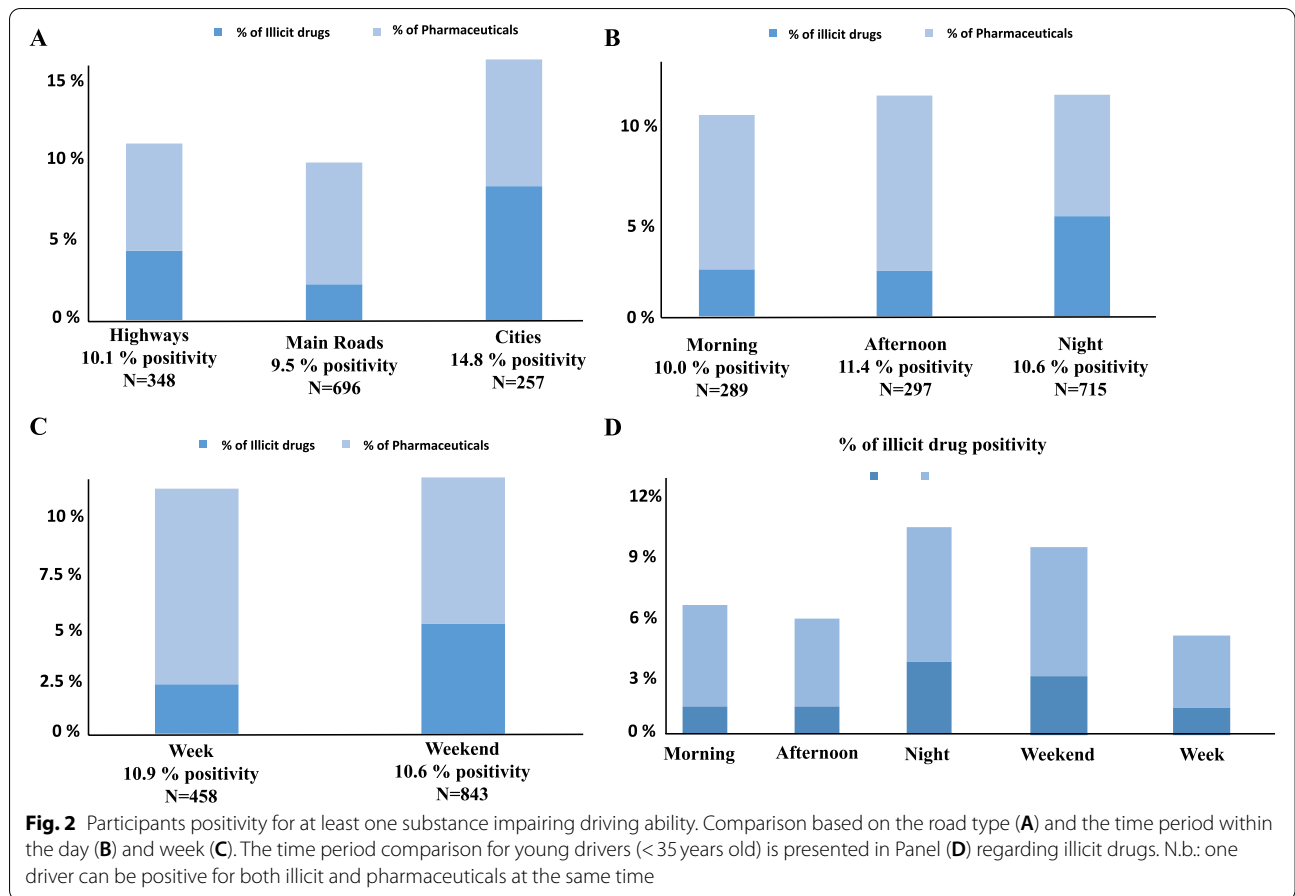 A
% of Illicit drugs % of Pharmaceuticals
15 %
10 %
5 %
0 %
Highways
10.1 % positivity
N=348
Main Roads
9.5 % positivity
N=696
Cities
14.8 % positivity
N=257
B
% of illicit drugs % of Pharmaceuticals
10 %
5 %
0 %
Morning
10.0 % positivity
N=289
Afternoon
11.4 % positivity
N=297
Night
10.6 % positivity
N=715
C
% of Illicit drugs % of Pharmaceuticals
10 %
7.5 %
5 %
2.5 %
0 %
Week
10.9 % positivity
N=458
Weekend
10.6 % positivity
N=843
D
% of illicit drug positivity
12%
9 %
6 %
3 %
0 %
Morning Afternoon Night Weekend Week
Fig. 2 Participants positivity for at least one substance impairing driving ability. Comparison based on the road type (A) and the time period within
the day (B) and week (C). The time period comparison for young drivers (< 35 years old) is presented in Panel (D) regarding illicit drugs. N.b.: one
driver can be positive for both illicit and pharmaceuticals at the same time